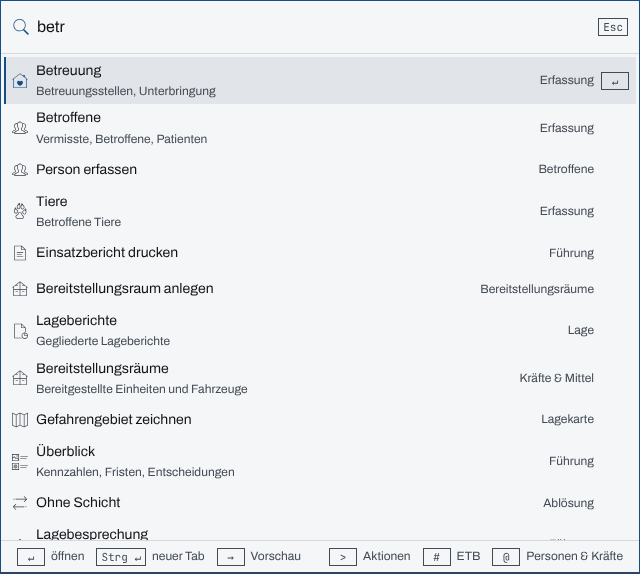 betr Esc
Betreuung
Betreuungsstellen, Unterbringung
Erfassung ↵
Betroffene
Vermisste, Betroffene, Patienten
Erfassung
Person erfassen Betroffene
Tiere
Betroffene Tiere
Erfassung
Einsatzbericht drucken Führung
Bereitstellungsraum anlegen Bereitstellungsräume
Lageberichte
Gegliederte Lageberichte
Lage
Bereitstellungsräume
Bereitgestellte Einheiten und Fahrzeuge
Kräfte & Mittel
Gefahrengebiet zeichnen Lagekarte
Überblick
Kennzahlen, Fristen, Entscheidungen
Führung
Ohne Schicht Ablösung
Lagebesprechung
↵ öffnen Strg ↵ neuer Tab → Vorschau > Aktionen # ETB @ Personen & Kräfte